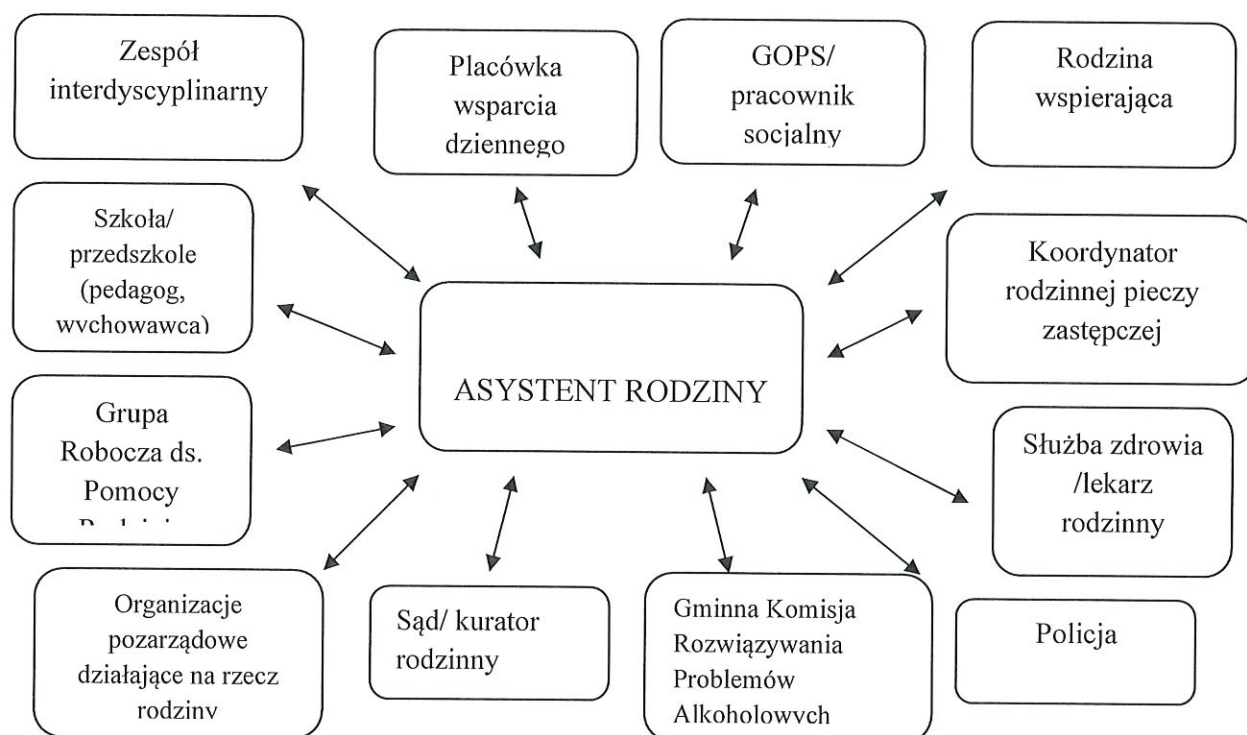 Zespół
interdyscyplinarny
Placówka
wsparcia
dziennego
GOPS/
pracownik
socjalny
Rodzina
wspierająca
Szkoła/
przedszkole
(pedagog,
wychowawca)
Koordynator
rodzinnej pieczy
zastępczej
ASYSTENT RODZINY
Grupa
Robocza ds.
Pomocy
Służba zdrowia
/lekarz
rodzinny
Organizacje
pozarządowe
działające na rzecz
rodziny
Sąd/ kurator
rodzinny
Gminna Komisja
Rozwiązywania
Problemów
Alkoholowych
Policja